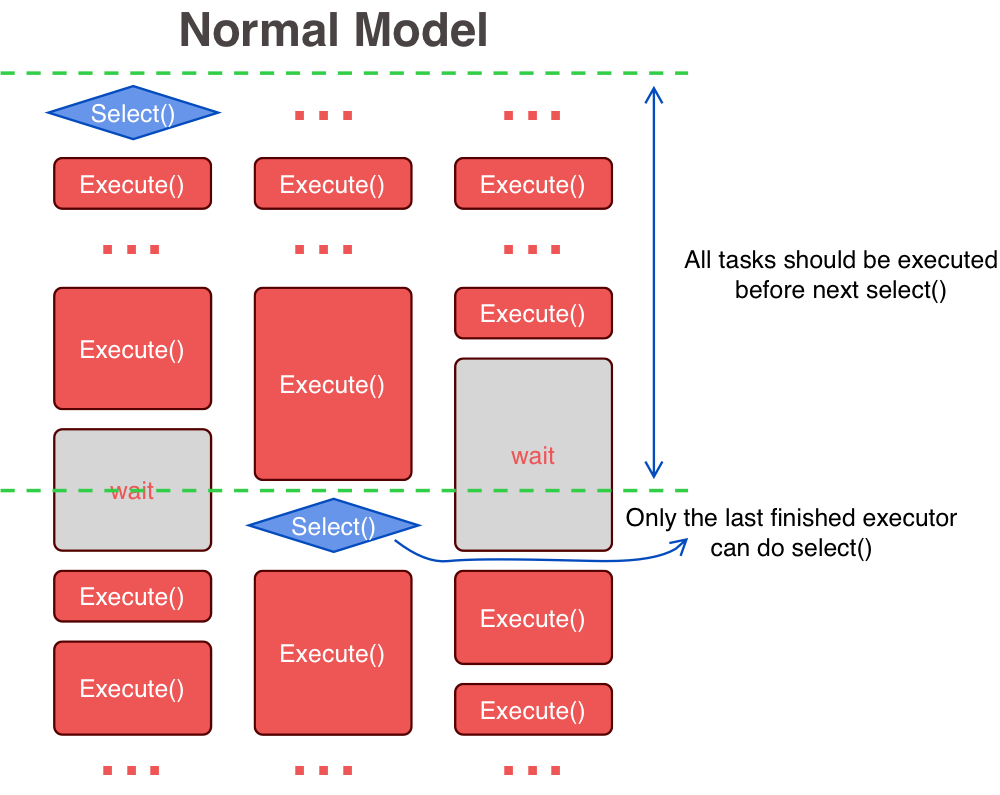 Normal Model
Select()
Execute()
Execute()
Execute()
Execute()
Execute()
Execute()
All tasks should be executed
before next select()
wait
wait
Select()
Only the last finished executor
can do select()
Execute()
Execute()
Execute()
Execute()
Execute()